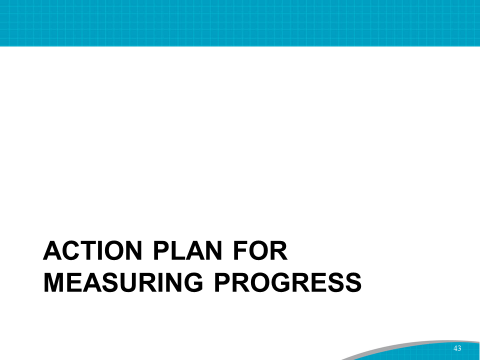 ACTION PLAN FOR
MEASURING PROGRESS
43